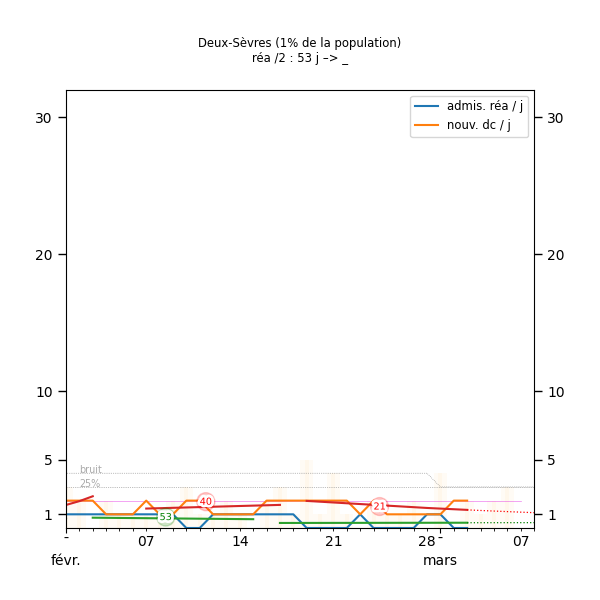 Deux-Sèvres (1% de la population)
réa /2 : 53 j –> _
admis. réa / j
nouv. dc / j
30 30
20 20
10 10
5 5
1 1
bruit
25%
40
53
21
- 07 14 21 28 - 07
févr. mars